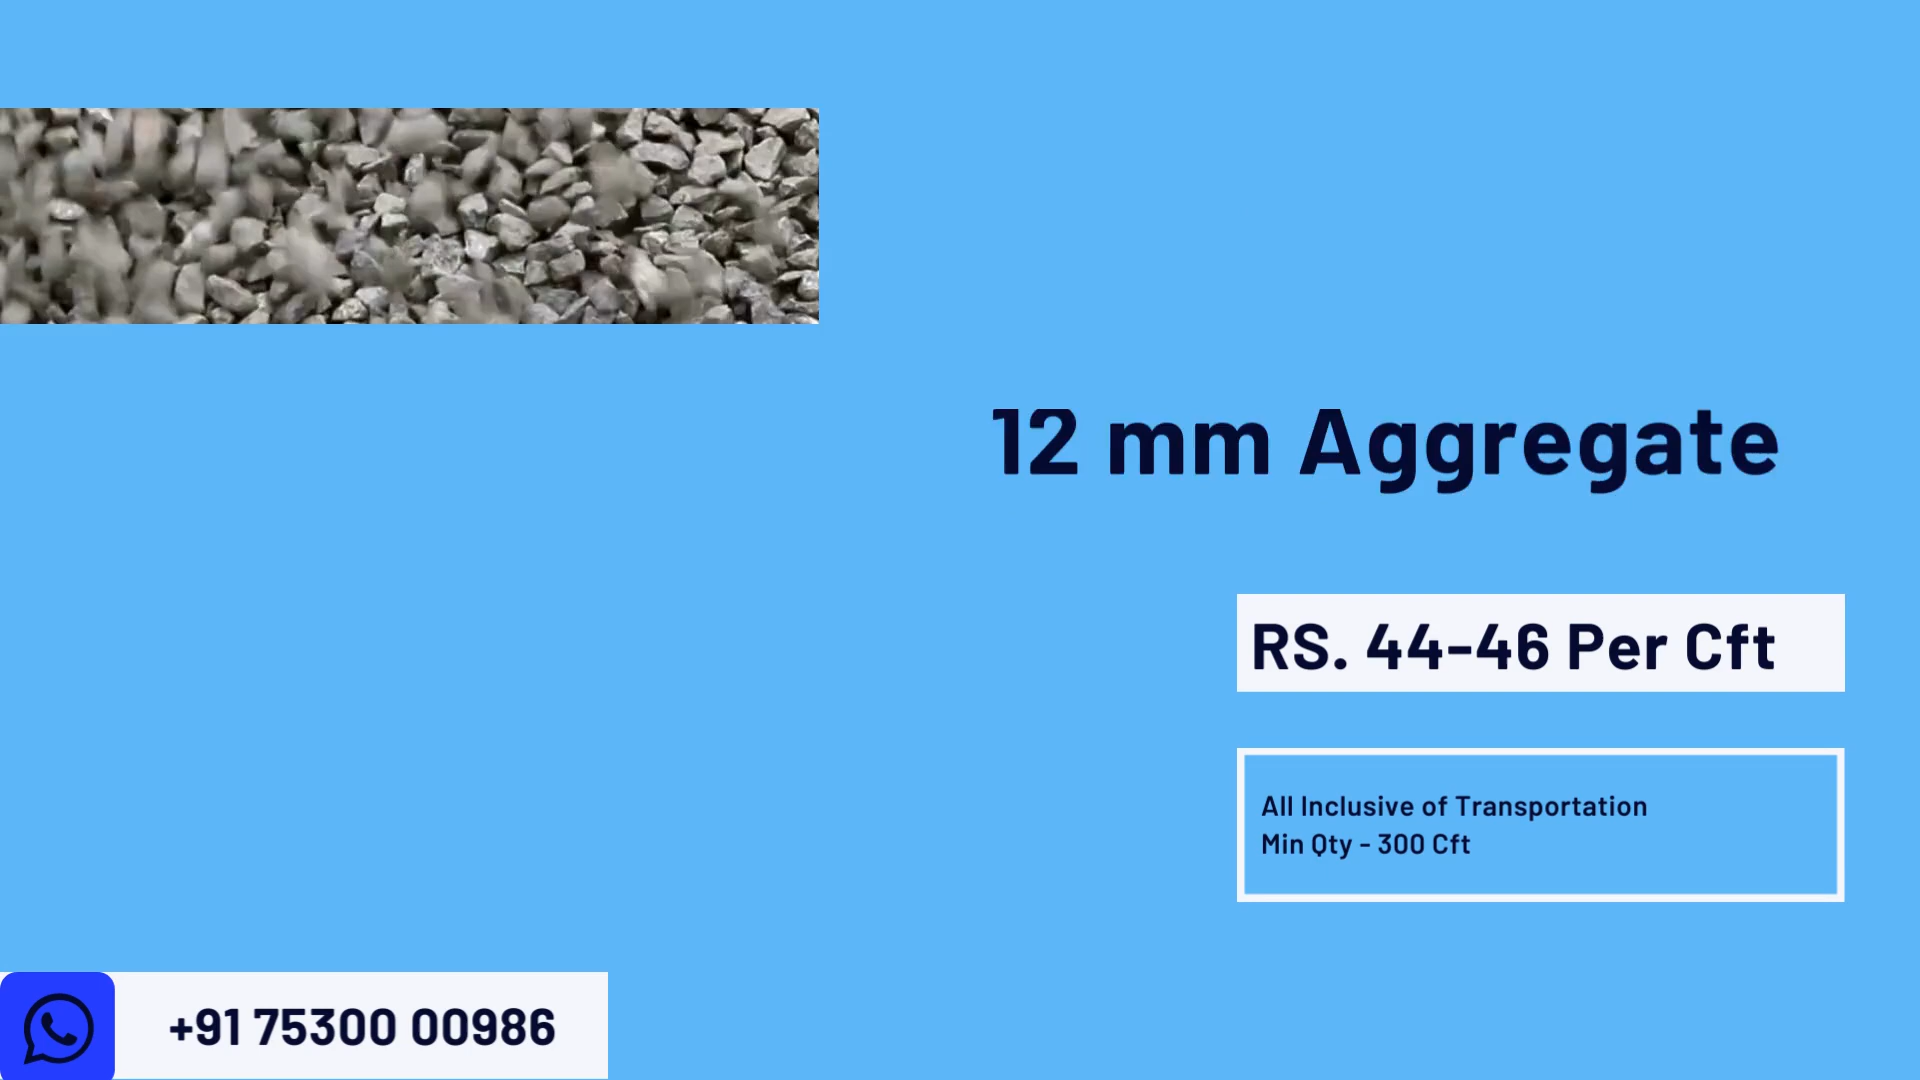 12 mm Aggregate
RS. 44-46 Per Cft
All Inclusive of Transportation
Min Qty - 300 Cft
+91 75300 00986